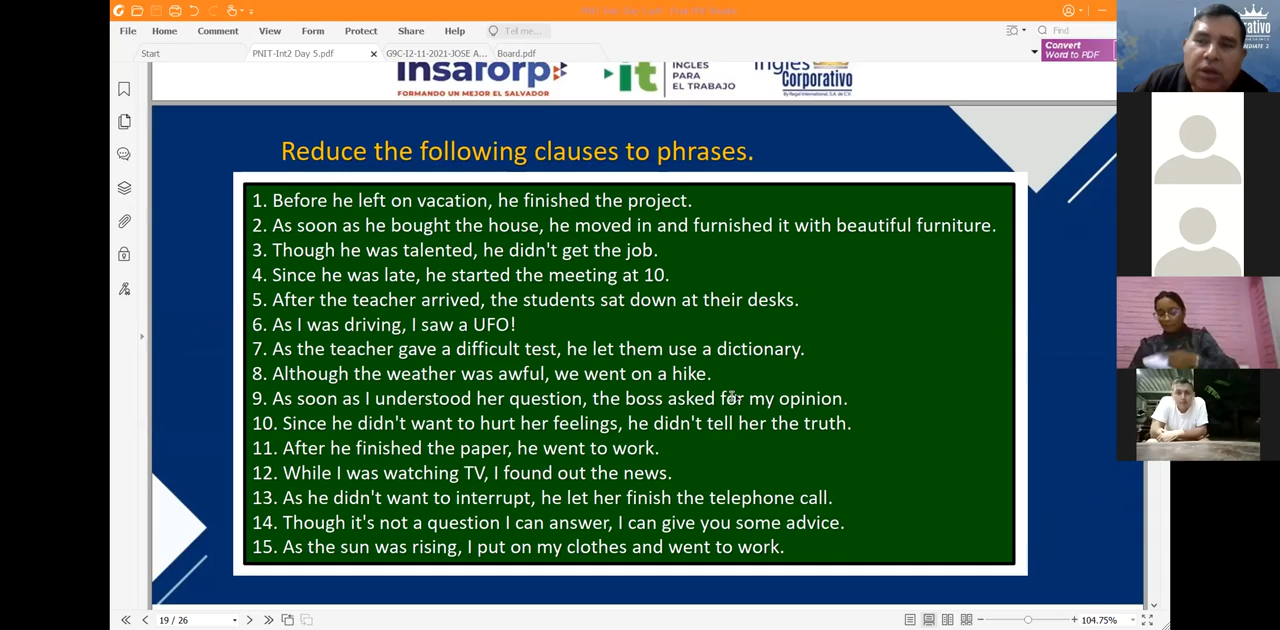 File Home Comment View Form Protect Share Help Tell me... Find
Start PNIT-Int2 Day 5.pdf G9C-I2-11-2021-JOSE A... Board.pdf
Convert
Word to PDF
Insaforp
FORMANDO UN MEJOR EL SALVADOR
it
INGLÉS
PARA
EL TRABAJO
Inglés
Corporativo
Reduce the following clauses to phrases.
1. Before he left on vacation, he finished the project.
2. As soon as he bought the house, he moved in and furnished it with beautiful furniture.
3. Though he was talented, he didn't get the job.
4. Since he was late, he started the meeting at 10.
5. After the teacher arrived, the students sat down at their desks.
6. As I was driving, I saw a UFO!
7. As the teacher gave a difficult test, he let them use a dictionary.
8. Although the weather was awful, we went on a hike.
9. As soon as I understood her question, the boss asked for my opinion.
10. Since he didn't want to hurt her feelings, he didn't tell her the truth.
11. After he finished the paper, he went to work.
12. While I was watching TV, I found out the news.
13. As he didn't want to interrupt, he let her finish the telephone call.
14. Though it's not a question I can answer, I can give you some advice.
15. As the sun was rising, I put on my clothes and went to work.
19 / 26
104.75%